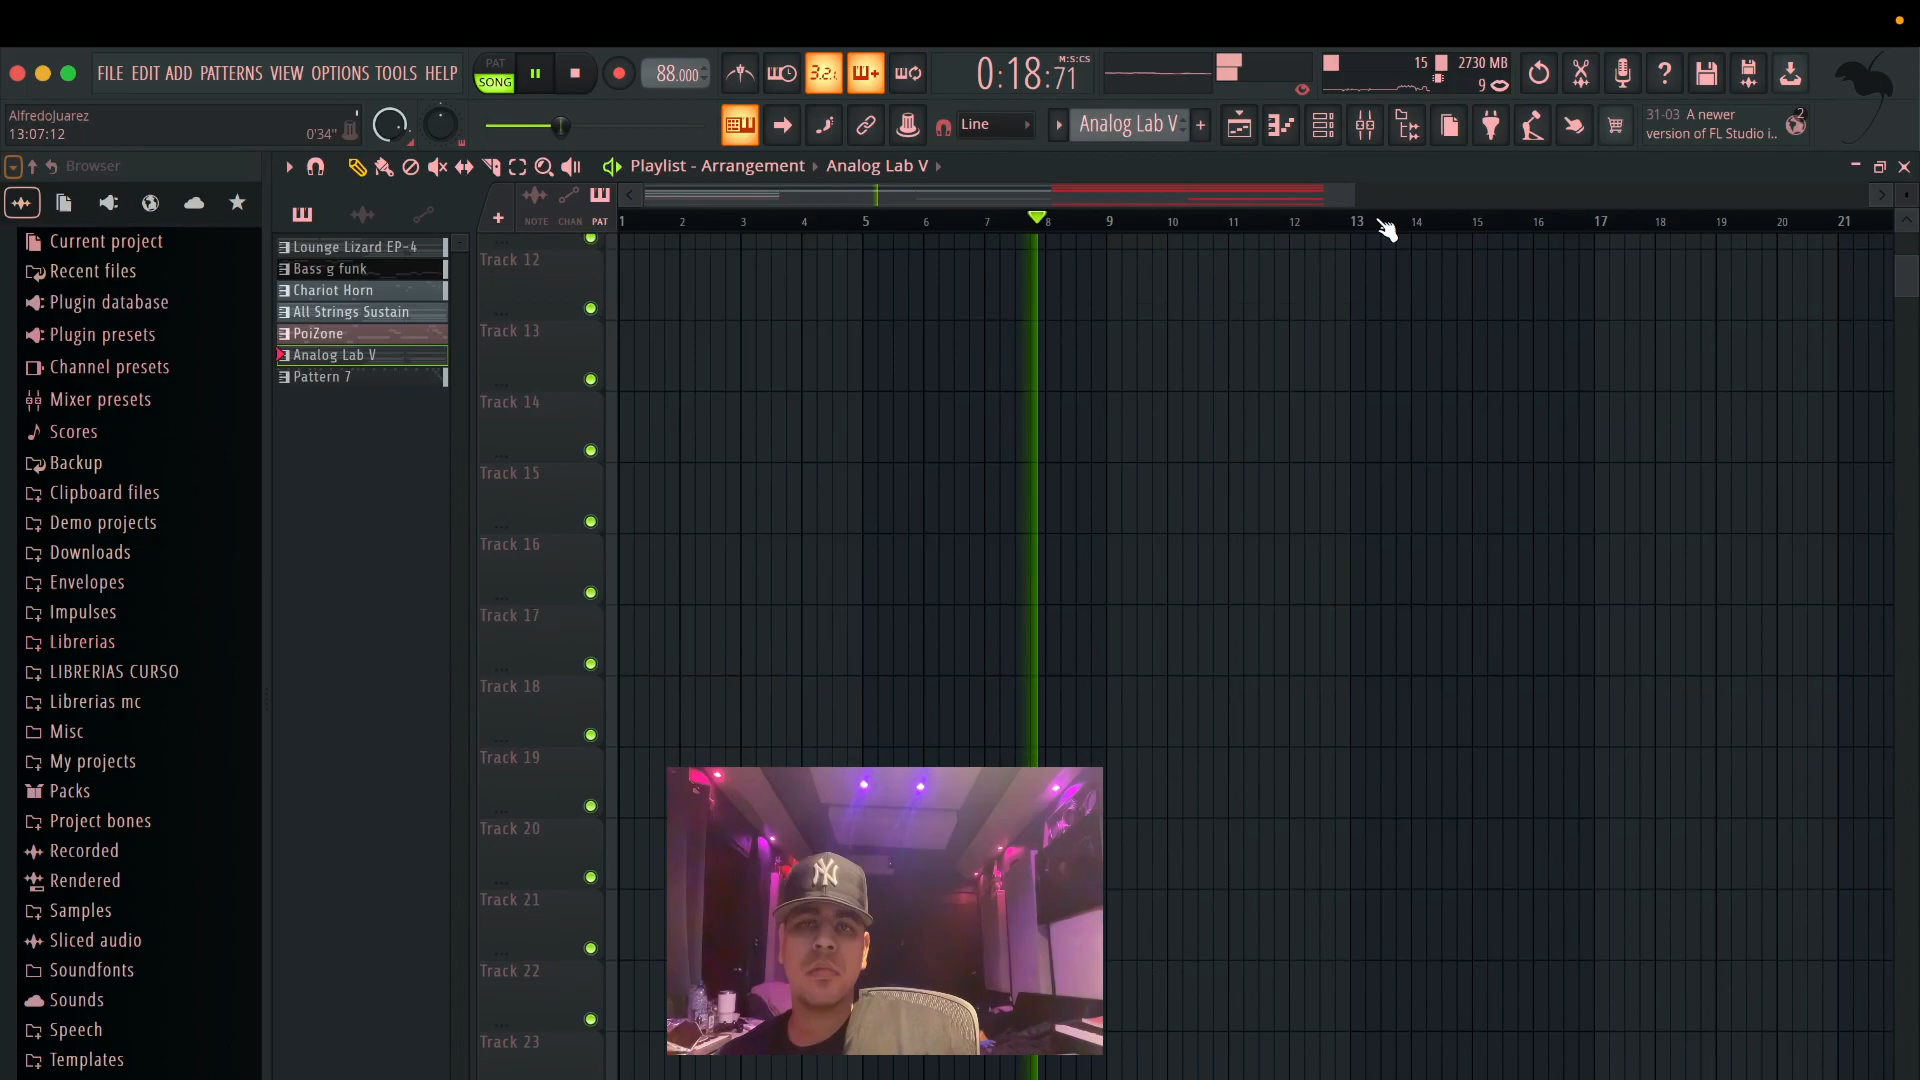 FILE EDIT ADD PATTERNS VIEW OPTIONS TOOLS HELP
PAT
SONG
88.000
3.2.
0:18:71
M:S:CS
15
2730 MB
9
AlfredoJuarez
13:07:12
0'34"
Line
Analog Lab V
31-03 A newer
version of FL Studio i..
2
Browser
Playlist - Arrangement
Analog Lab V
NOTE CHAN PAT
1 2 3 4 5 6 7 8 9 10 11 12 13 14 15 16 17 18 19 20 21
Current project
Recent files
Plugin database
Plugin presets
Channel presets
Mixer presets
Scores
Backup
Clipboard files
Demo projects
Downloads
Envelopes
Impulses
Librerias
LIBRERIAS CURSO
Librerias mc
Misc
My projects
Packs
Project bones
Recorded
Rendered
Samples
Sliced audio
Soundfonts
Sounds
Speech
Templates
Lounge Lizard EP-4
Bass g funk
Chariot Horn
All Strings Sustain
PoiZone
Analog Lab V
Pattern 7
Track 12
Track 13
Track 14
Track 15
Track 16
Track 17
Track 18
Track 19
Track 20
Track 21
Track 22
Track 23
NY